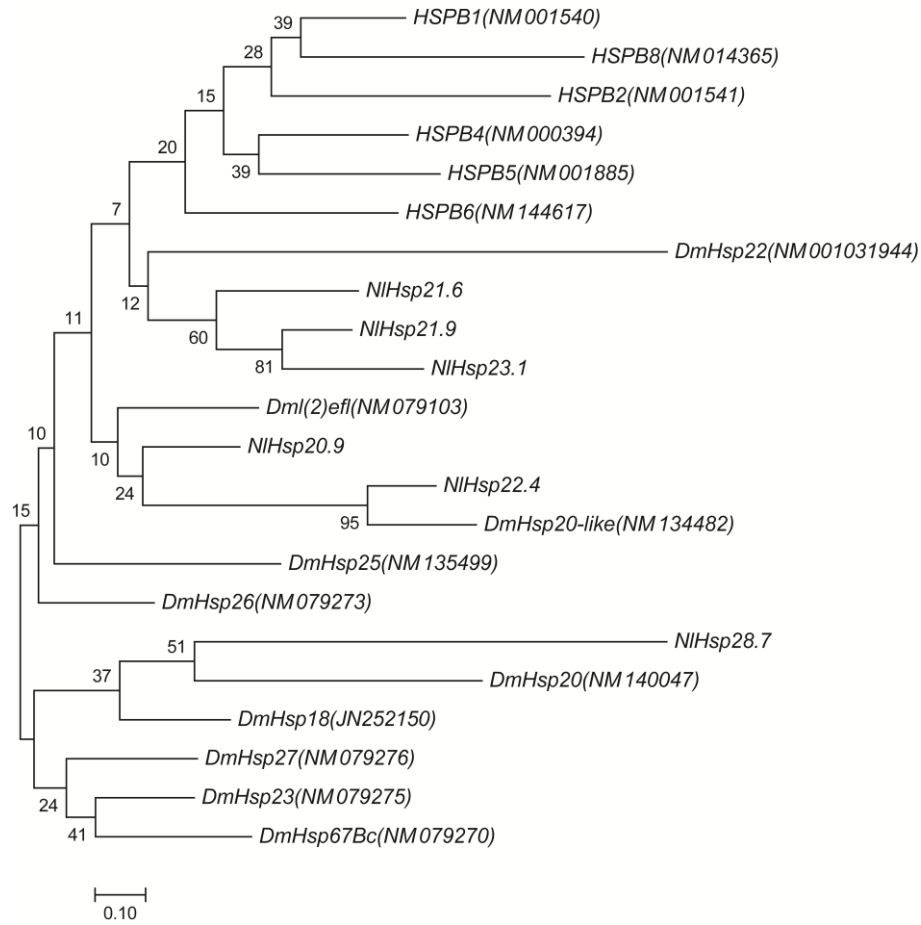 HSPB1(NM 001540)
39
HSPB8(NM 014365)
28
HSPB2(NM 001541)
15
HSPB4(NM 000394)
20
39
HSPB5(NM 001885)
7
HSPB6(NM 144617)
DmHsp22(NM 001031944)
12
NlHsp21.6
11
60
NlHsp21.9
81
NlHsp23.1
Dml(2)efl(NM 079103)
10
10
NlHsp20.9
24
NlHsp22.4
15
95
DmHsp20-like(NM 134482)
DmHsp25(NM 135499)
DmHsp26(NM 079273)
51
NlHsp28.7
37
DmHsp20(NM 140047)
DmHsp18(JN252150)
DmHsp27(NM 079276)
24
DmHsp23(NM 079275)
41
DmHsp67Bc(NM 079270)
0.10